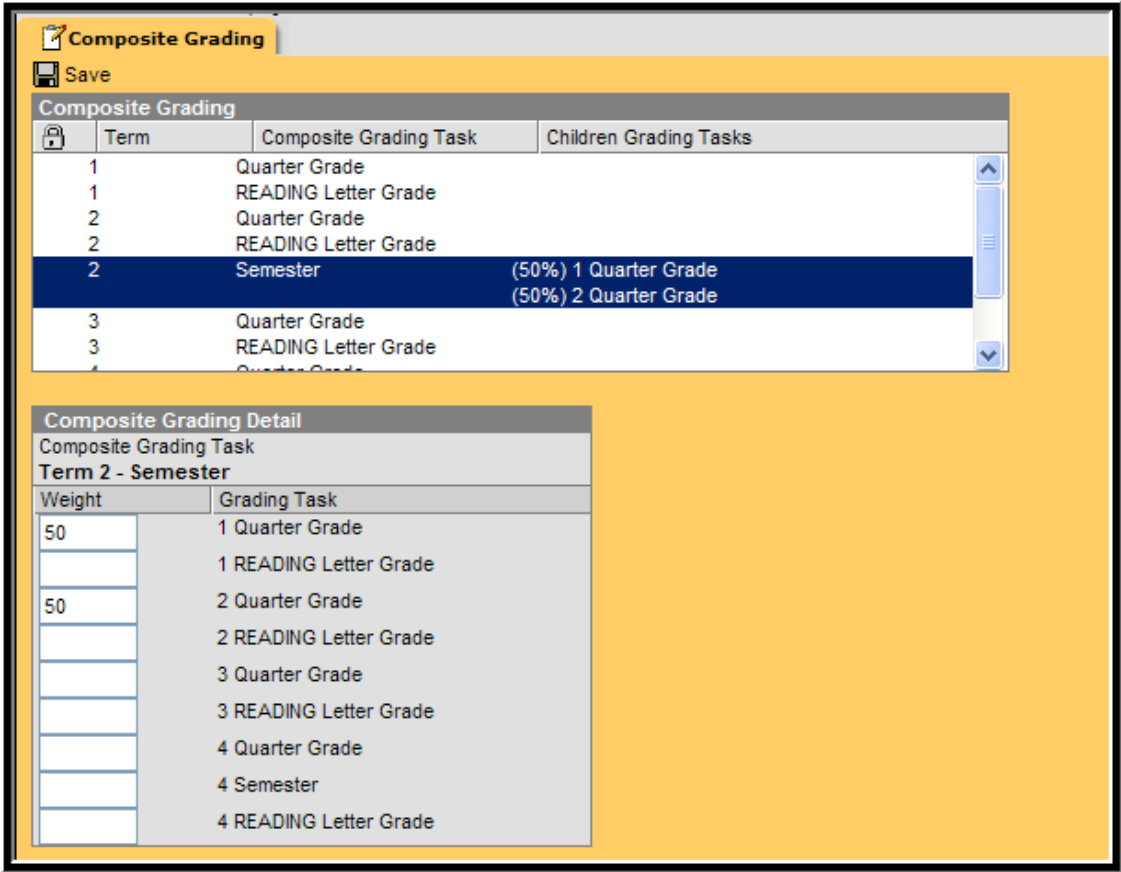 Composite Grading
Save
Composite Grading
Term Composite Grading Task Children Grading Tasks
1 Quarter Grade
1 READING Letter Grade
2 Quarter Grade
2 READING Letter Grade
2 Semester (50%) 1 Quarter Grade
(50%) 2 Quarter Grade
3 Quarter Grade
3 READING Letter Grade
4 Quarter Grade
Composite Grading Detail
Composite Grading Task
Term 2 - Semester
Weight Grading Task
50 1 Quarter Grade
1 READING Letter Grade
50 2 Quarter Grade
2 READING Letter Grade
3 Quarter Grade
3 READING Letter Grade
4 Quarter Grade
4 Semester
4 READING Letter Grade